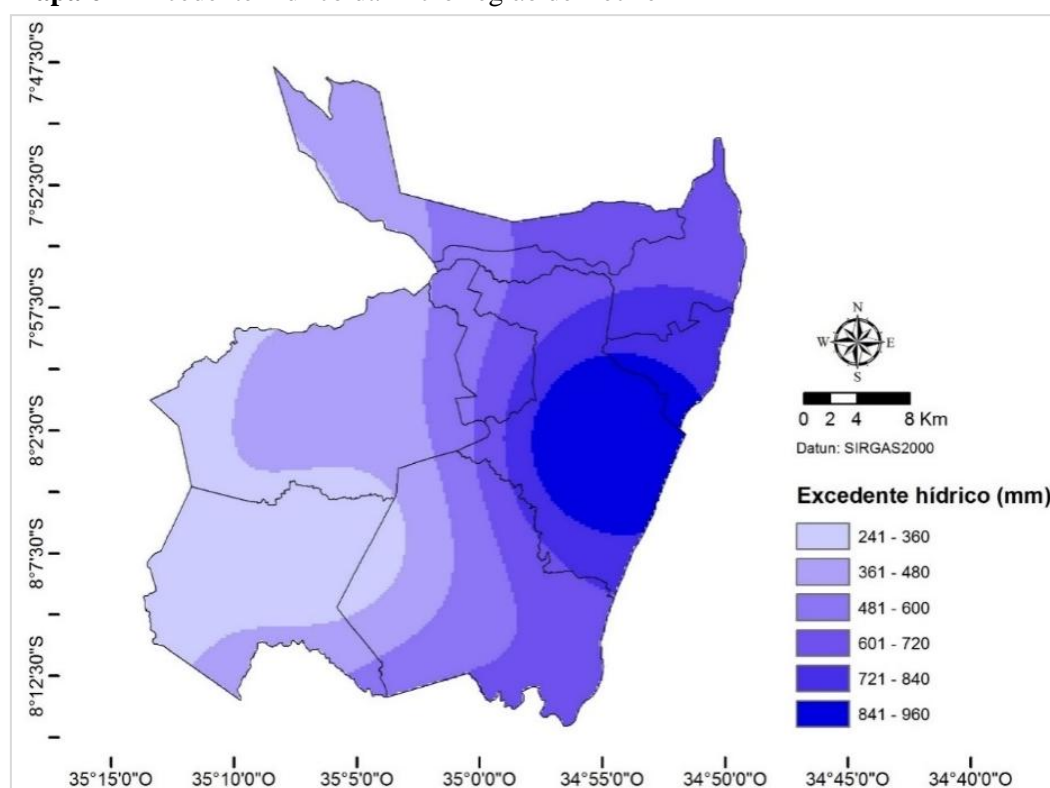 7°47'30"S
7°52'30"S
7°57'30"S
8°2'30"S
8°7'30"S
8°12'30"S
N
W E
S
0 2 4 8 Km
Datun: SIRGAS2000
Excedente hídrico (mm)
241 - 360
361 - 480
481 - 600
601 - 720
721 - 840
841 - 960
35°15'0"O 35°10'0"O 35°5'0"O 35°0'0"O 34°55'0"O 34°50'0"O 34°45'0"O 34°40'0"O